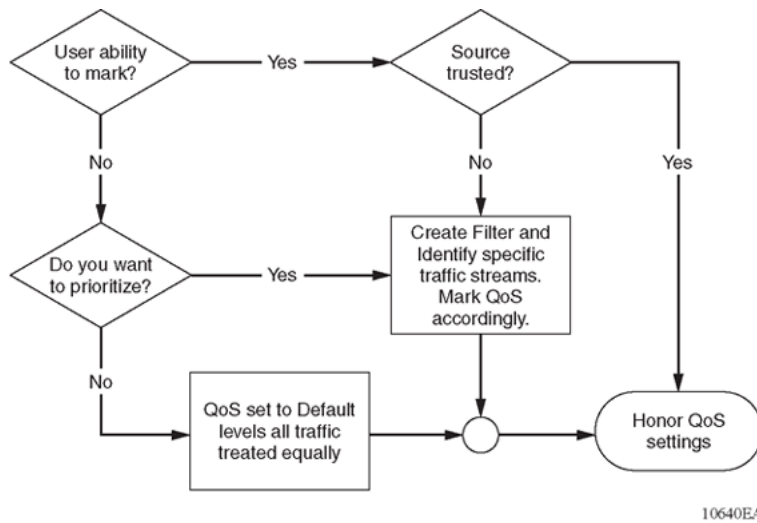 User ability
to mark?
Yes
Source
trusted?
No
No
Yes
Do you want
to prioritize?
Yes
Create Filter and
Identify specific
traffic streams.
Mark QoS
accordingly.
No
QoS set to Default
levels all traffic
treated equally
Honor QoS
settings
10640EA